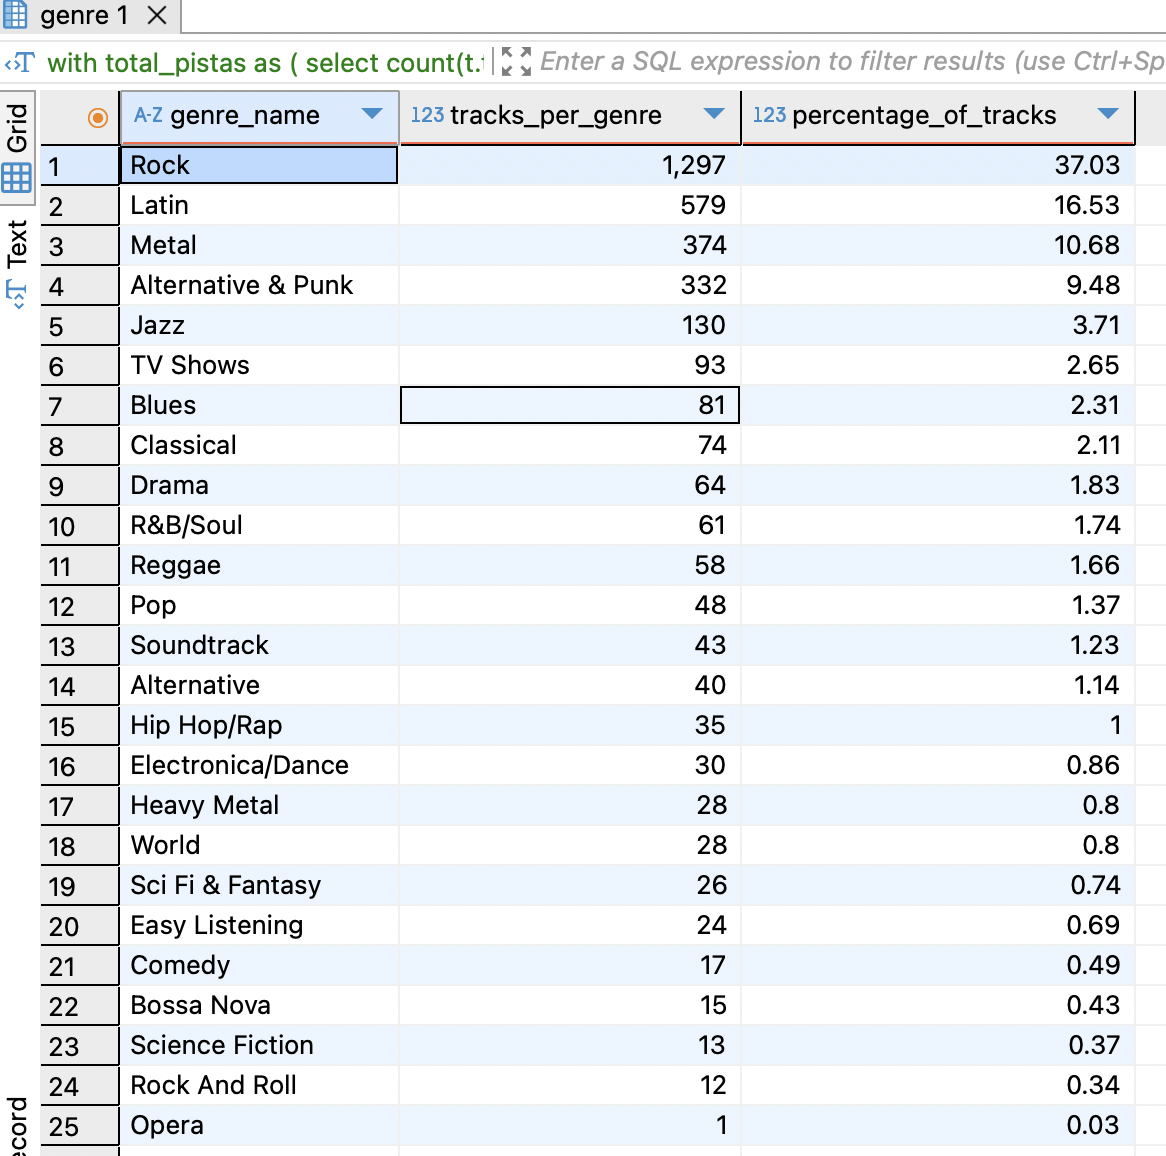 genre 1
with total_pistas as ( select count(t. Enter a SQL expression to filter results (use Ctrl+Sp
Grid
Text
A-Z genre_name 123 tracks_per_genre 123 percentage_of_tracks
1 Rock 1,297 37.03
2 Latin 579 16.53
3 Metal 374 10.68
4 Alternative & Punk 332 9.48
5 Jazz 130 3.71
6 TV Shows 93 2.65
7 Blues 81 2.31
8 Classical 74 2.11
9 Drama 64 1.83
10 R&B/Soul 61 1.74
11 Reggae 58 1.66
12 Pop 48 1.37
13 Soundtrack 43 1.23
14 Alternative 40 1.14
15 Hip Hop/Rap 35 1
16 Electronica/Dance 30 0.86
17 Heavy Metal 28 0.8
18 World 28 0.8
19 Sci Fi & Fantasy 26 0.74
20 Easy Listening 24 0.69
21 Comedy 17 0.49
22 Bossa Nova 15 0.43
23 Science Fiction 13 0.37
24 Rock And Roll 12 0.34
25 Opera 1 0.03
ecord